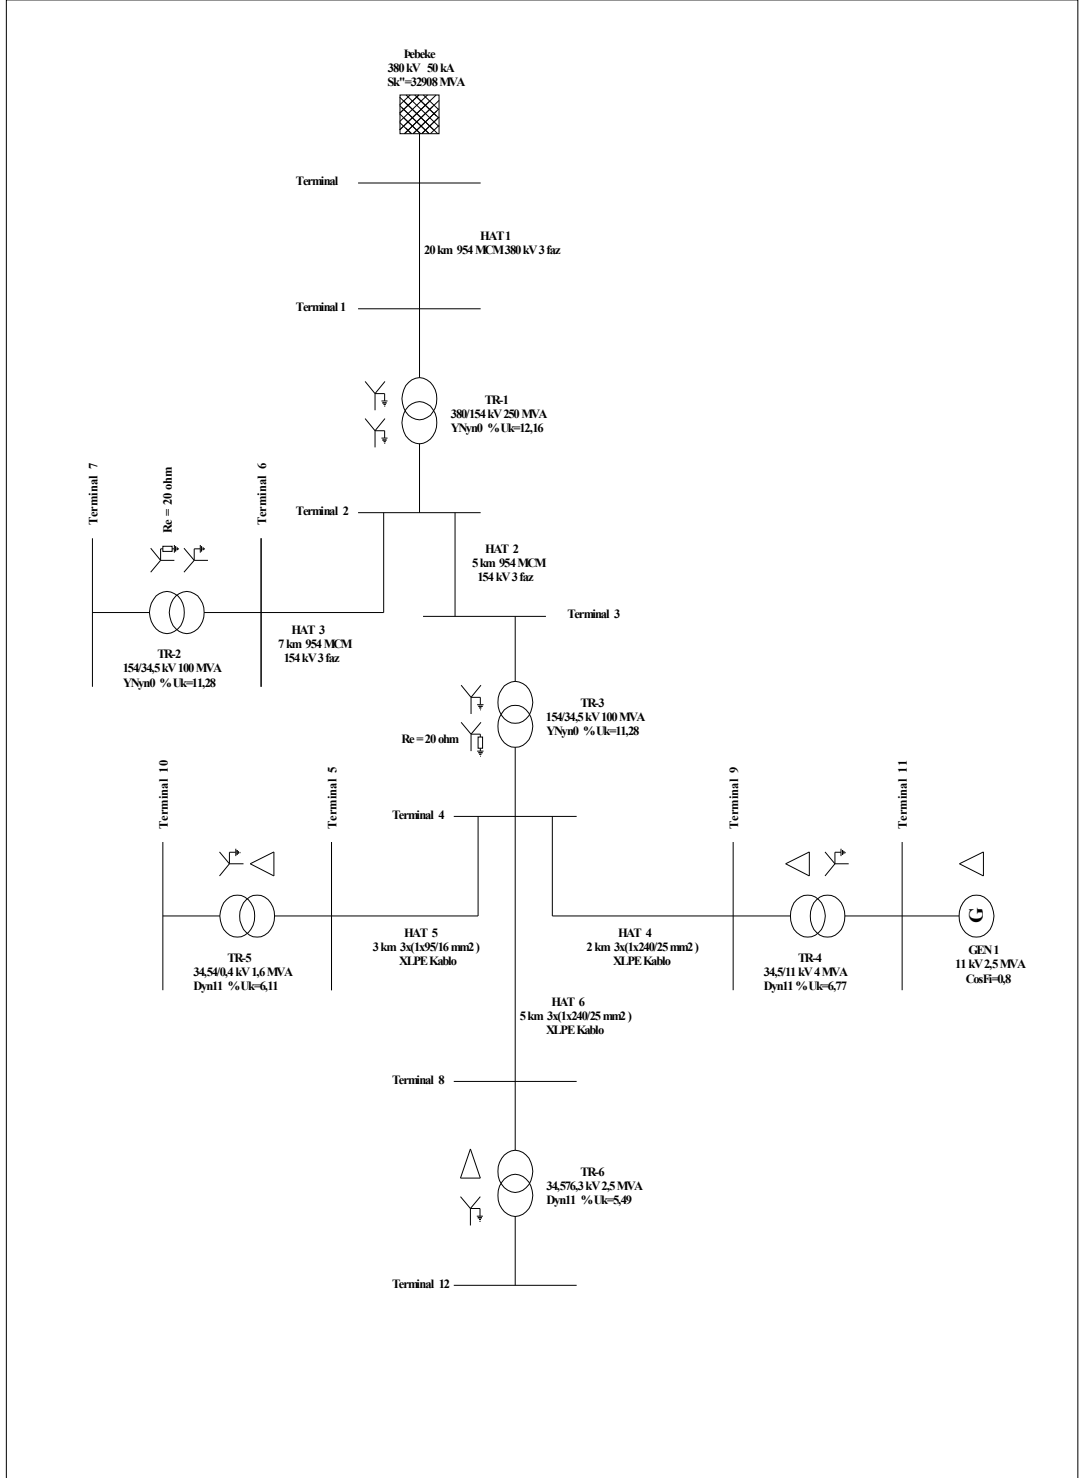 Þebeke
380 kV 50 kA
Sk"=32908 MVA
Terminal
HAT 1
20 km 954 MCM 380 kV 3 faz
Terminal 1
TR-1
380/154 kV 250 MVA
YNyn0 % Uk=12,16
Terminal 7
Re = 20 ohm
Terminal 6
Terminal 2
HAT 2
5 km 954 MCM
154 kV 3 faz
Terminal 3
HAT 3
7 km 954 MCM
154 kV 3 faz
TR-2
154/34,5 kV 100 MVA
YNyn0 % Uk=11,28
TR-3
154/34,5 kV 100 MVA
YNyn0 % Uk=11,28
Re = 20 ohm
Terminal 10
Terminal 5
Terminal 4
Terminal 9
Terminal 11
G
HAT 5
3 km 3x(1x95/16 mm2 )
XLPE Kablo
HAT 4
2 km 3x(1x240/25 mm2 )
XLPE Kablo
TR-5
34,54/0,4 kV 1,6 MVA
Dyn11 % Uk=6,11
TR-4
34,5/11 kV 4 MVA
Dyn11 % Uk=6,77
GEN 1
11 kV 2,5 MVA
CosFi=0,8
HAT 6
5 km 3x(1x240/25 mm2 )
XLPE Kablo
Terminal 8
TR-6
34,576,3 kV 2,5 MVA
Dyn11 % Uk=5,49
Terminal 12